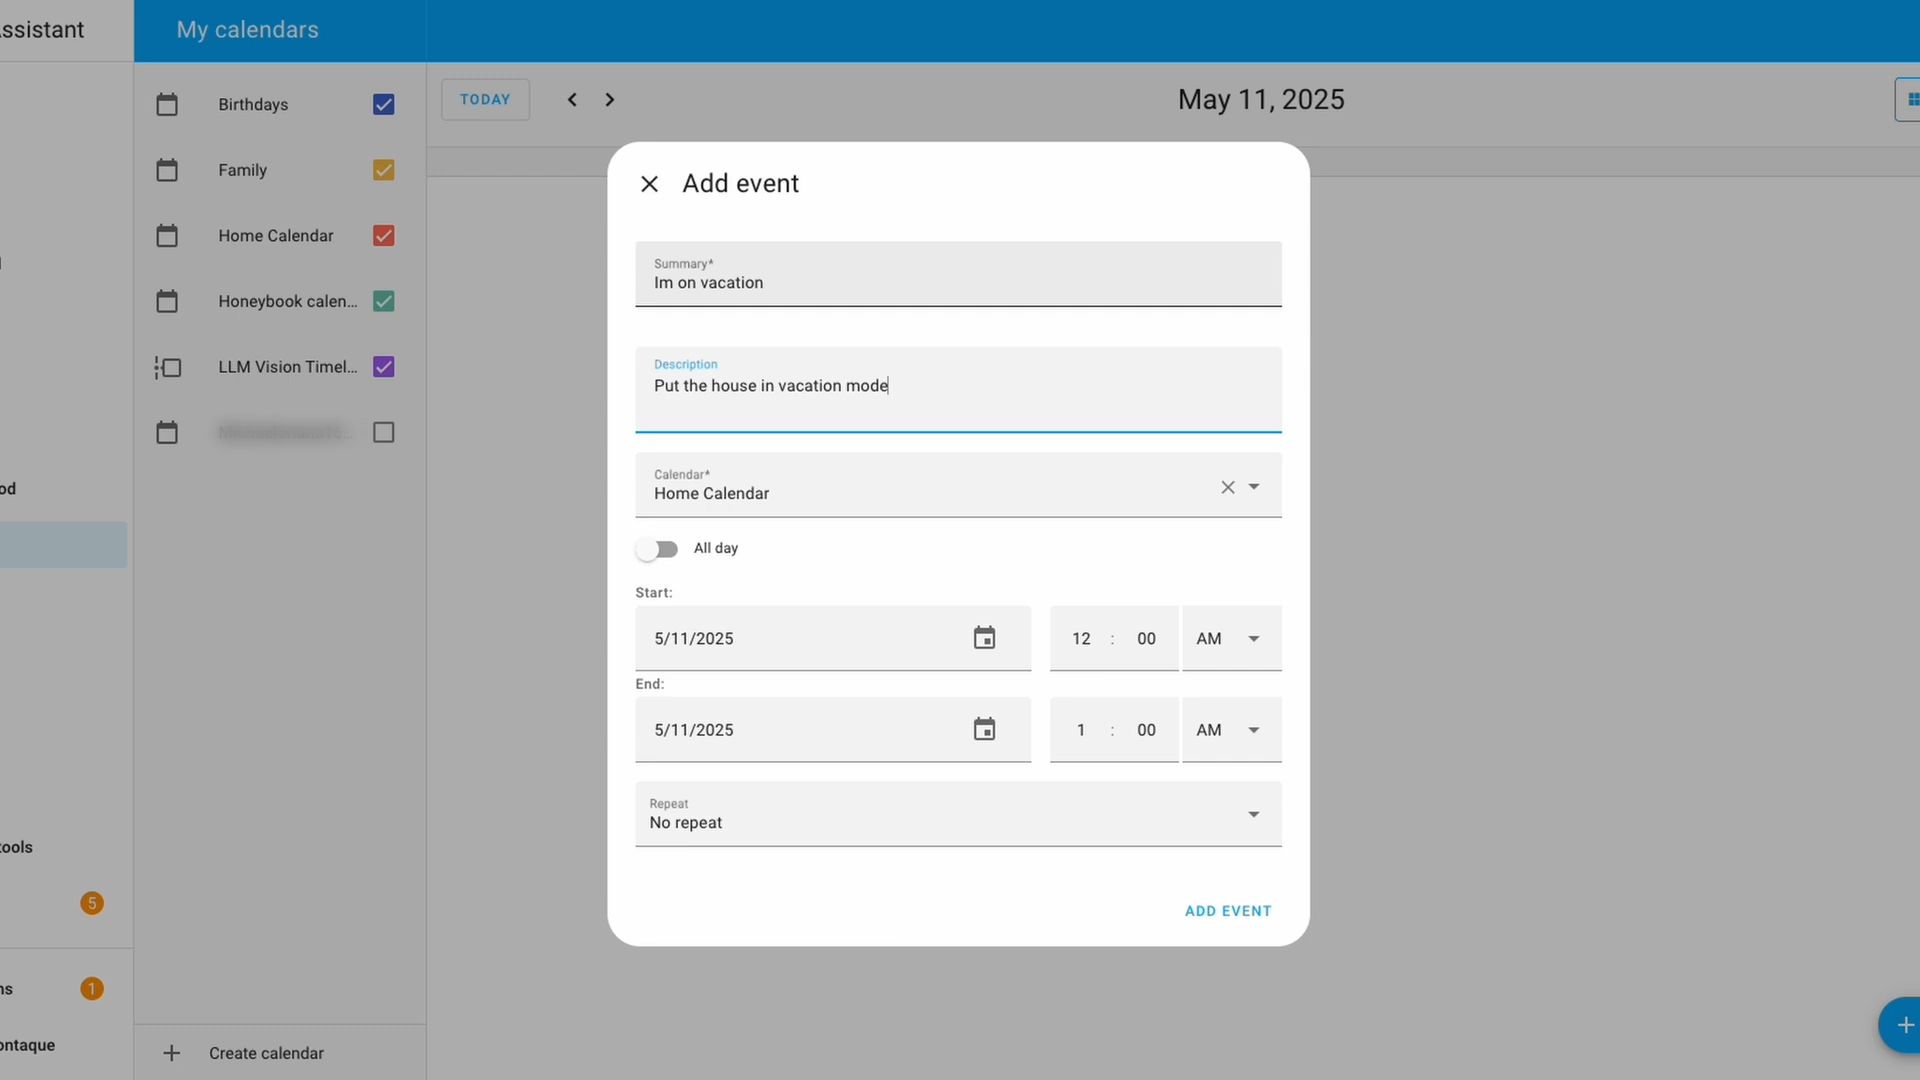 ssistant
My calendars
Birthdays
Family
Home Calendar
Honeybook calen...
LLM Vision Timel...
od
tools
5
ns
1
ontaque
Create calendar
TODAY
May 11, 2025
Add event
Summary*
Im on vacation
Description
Put the house in vacation mode
Calendar*
Home Calendar
All day
Start:
5/11/2025
12 : 00 AM
End:
5/11/2025
1 : 00 AM
Repeat
No repeat
ADD EVENT